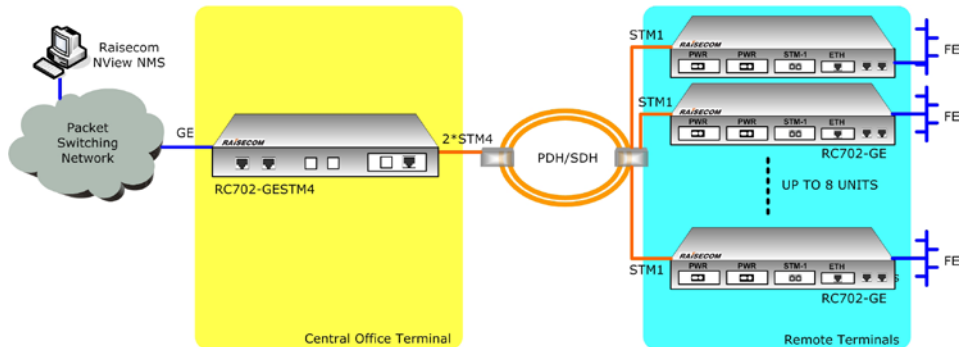 Raisecom
NView NMS
Packet
Switching
Network
GE
RAISECOM
RC702-GESTM4
Central Office Terminal
2*STM4
PDH/SDH
STM1
RAISECOM
PWR PWR STM-1 ETH
FE
STM1
RAISECOM
PWR PWR STM-1 ETH
FE
RC702-GE
UP TO 8 UNITS
STM1
RAISECOM
PWR PWR STM-1 ETH
FE
RC702-GE
Remote Terminals